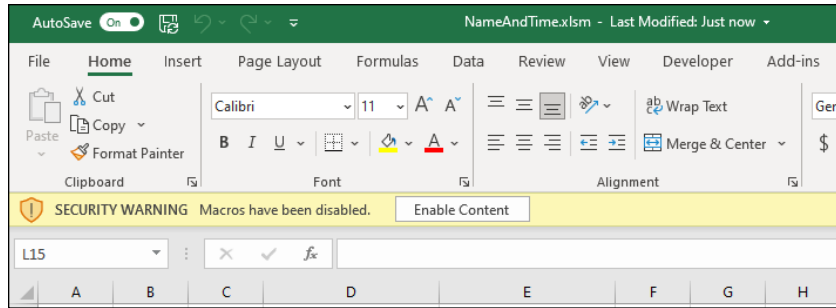 AutoSave On NameAndTime.xlsm - Last Modified: Just now
File Home Insert Page Layout Formulas Data Review View Developer Add-ins
Cut
Copy
Paste
Format Painter
Calibri 11 A A
B I U A
ab Wrap Text
Merge & Center
Ger
$
Clipboard Font Alignment
SECURITY WARNING Macros have been disabled. Enable Content
L15 fx
A B C D E F G H